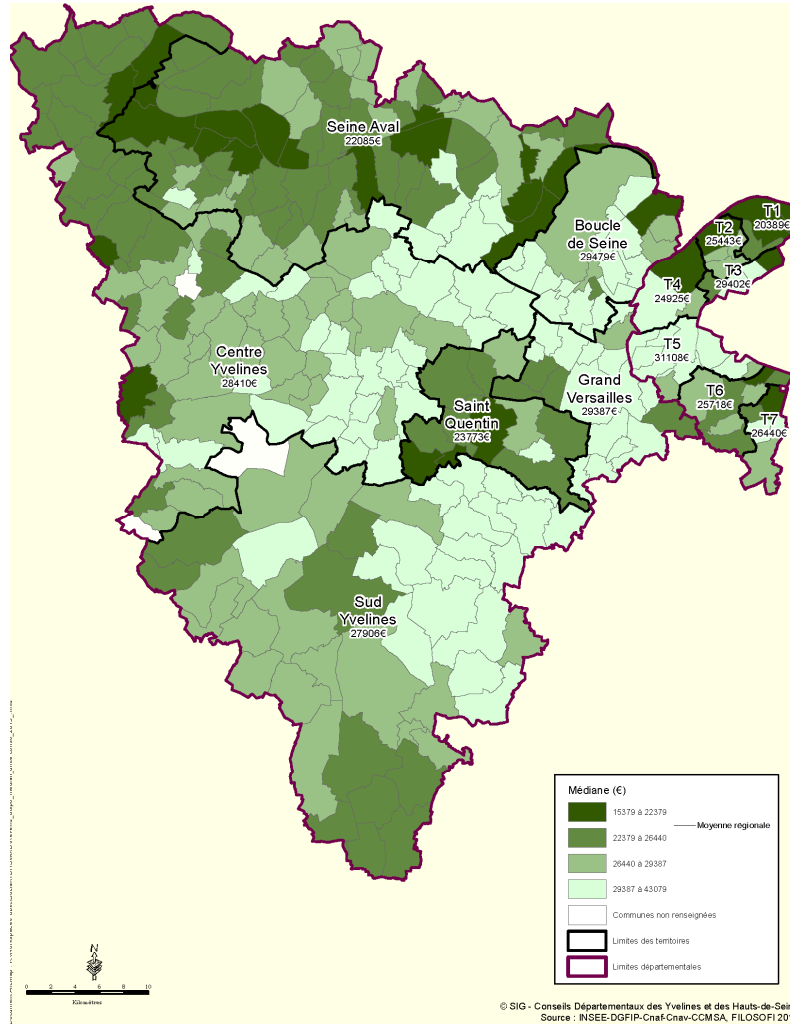 Seine Aval
22085€
Boucle
de Seine
29479€
T1
20389€
T2
25443€
T3
29402€
T4
24925€
T5
31108€
T6
25718€
T7
26440€
Centre
Yvelines
28410€
Grand
Versailles
29387€
Saint
Quentin
23773€
Sud
Yvelines
27906€
Médiane (€)
15379 à 22379
Moyenne régionale
22379 à 26440
26440 à 29387
29387 à 43079
Communes non renseignées
Limites des territoires
Limites départementales
N
0 2 4 6 8 10
Kilomètres
© SIG - Conseils Départementaux des Yvelines et des Hauts-de-Sei
Source : INSEE-DGFIP-Cnaf-Cnav-CCMSA, FILOSOFI 20